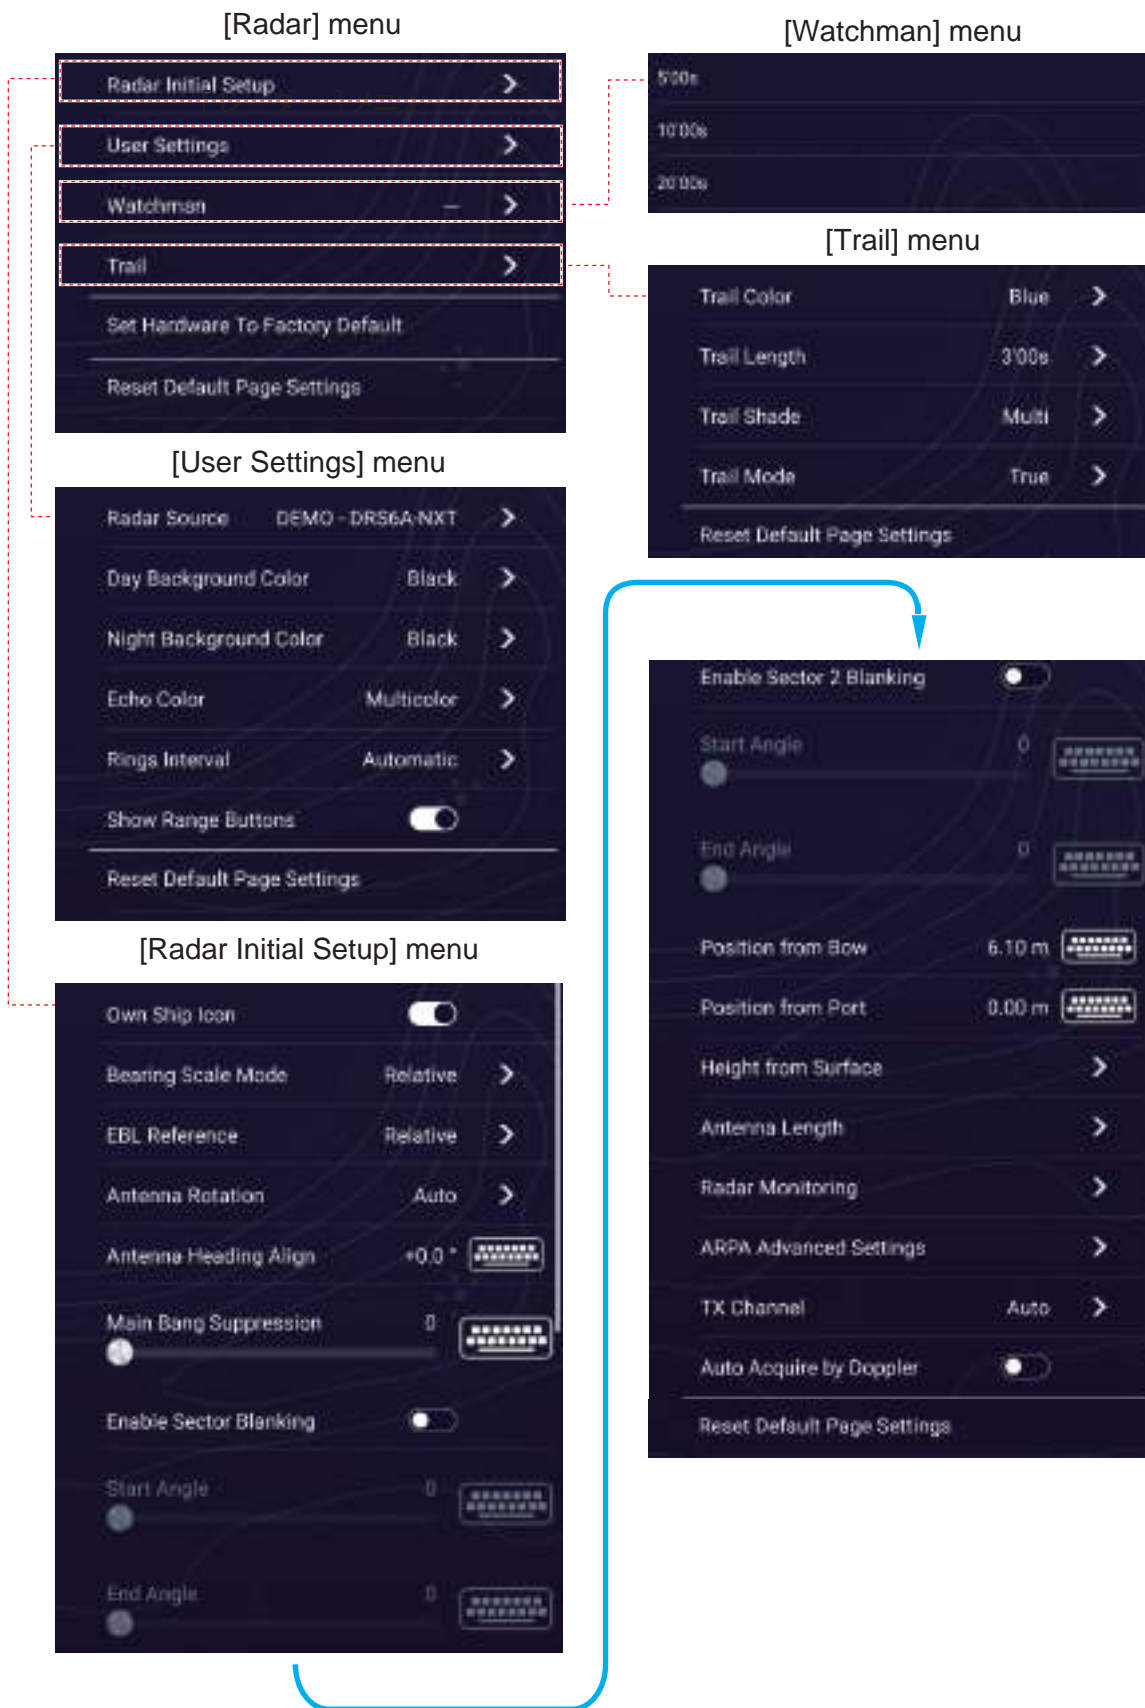 [Radar] menu
Radar Initial Setup
User Settings
Watchman —
Trail
Set Hardware To Factory Default
Reset Default Page Settings
[Watchman] menu
5'00s
10'00s
20'00s
[Trail] menu
Trail Color Blue
Trail Length 3'00s
Trail Shade Multi
Trail Mode True
Reset Default Page Settings
[User Settings] menu
Radar Source DEMO - DRS6A-NXT
Day Background Color Black
Night Background Color Black
Echo Color Multicolor
Rings Interval Automatic
Show Range Buttons
Reset Default Page Settings
[Radar Initial Setup] menu
Own Ship Icon
Bearing Scale Mode Relative
EBL Reference Relative
Antenna Rotation Auto
Antenna Heading Align +0.0 °
Main Bang Suppression 0
Enable Sector Blanking
Start Angle 0
End Angle 0
Enable Sector 2 Blanking
Start Angle 0
End Angle 0
Position from Bow 6.10 m
Position from Port 0.00 m
Height from Surface
Antenna Length
Radar Monitoring
ARPA Advanced Settings
TX Channel Auto
Auto Acquire by Doppler
Reset Default Page Settings